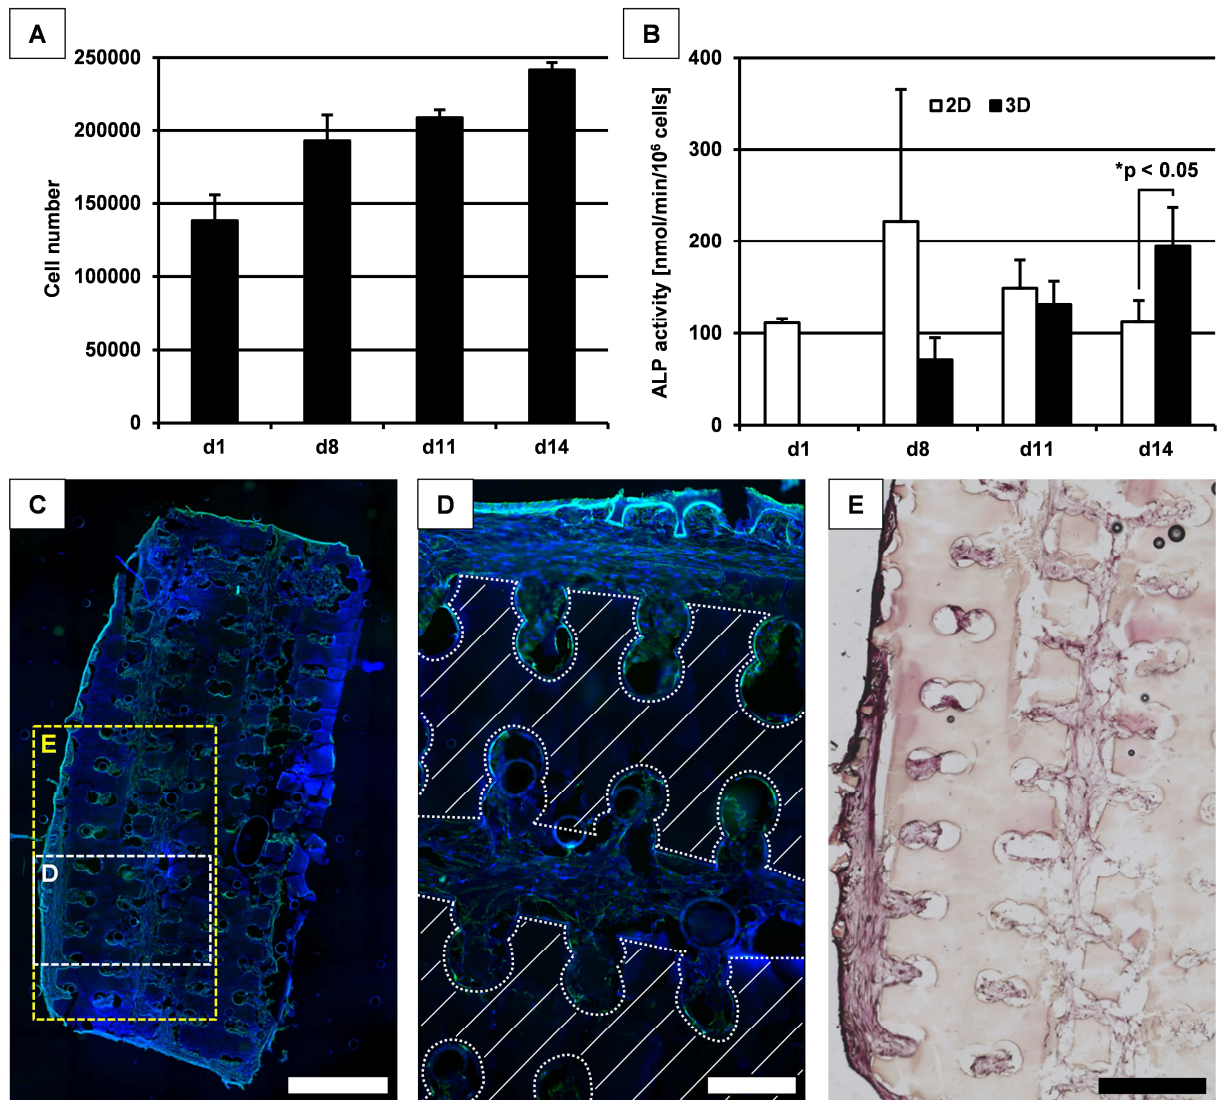 A
250000
200000
150000
100000
50000
0
Cell number
d1 d8 d11 d14
B
400
300
200
100
0
ALP activity [nmol/min/10⁶ cells]
2D 3D
*p < 0.05
d1 d8 d11 d14
C
E
D
D
E